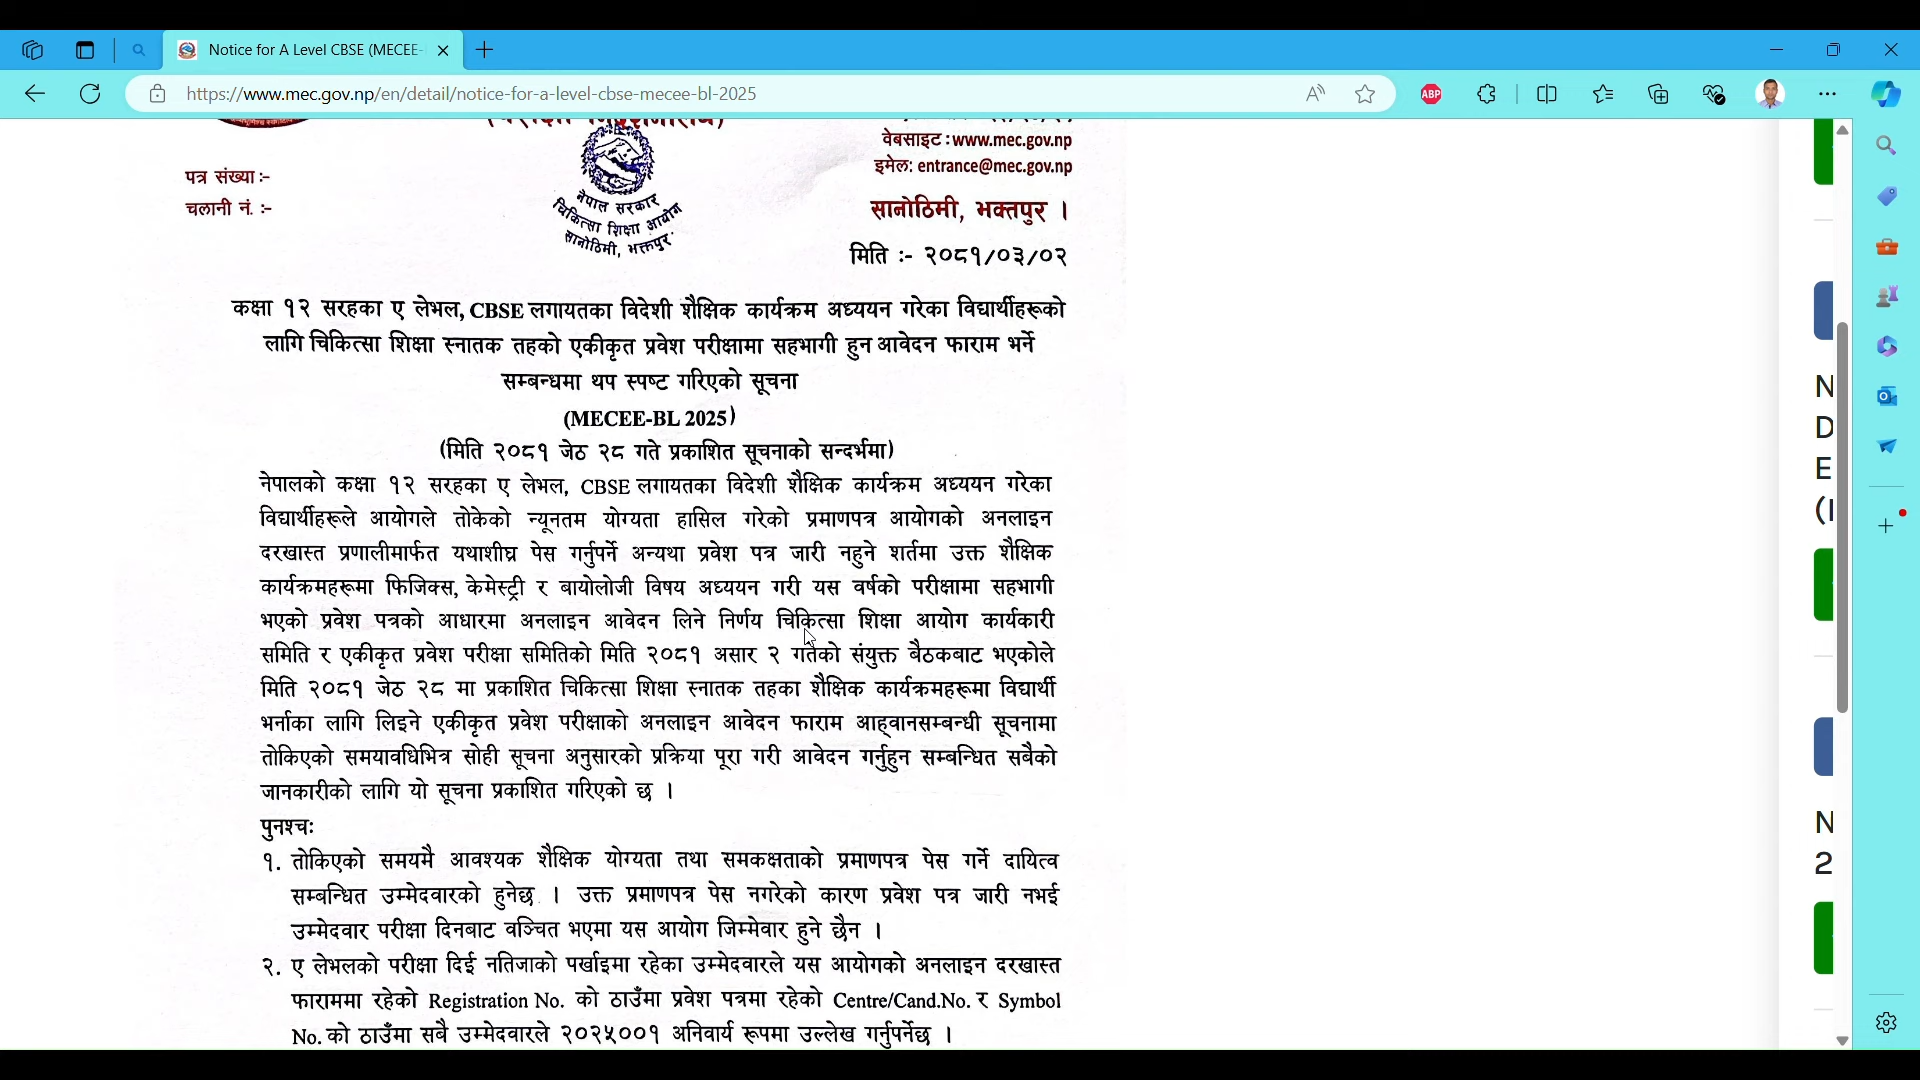 Notice for A Level CBSE (MECEE-
https://www.mec.gov.np/en/detail/notice-for-a-level-cbse-mecee-bl-2025
ABP
वेबसाइट :www.mec.gov.np
इमेल: entrance@mec.gov.np
पत्र संख्या :-
चलानी नं. :-
नेपाल सरकार
चिकित्सा शिक्षा आयोग
सानोठिमी, भक्तपुर
सानोठिमी, भक्तपुर ।
मिति :- २०८१/०३/०२
कक्षा १२ सरहका ए लेभल, CBSE लगायतका विदेशी शैक्षिक कार्यक्रम अध्ययन गरेका विद्यार्थीहरूको
लागि चिकित्सा शिक्षा स्नातक तहको एकीकृत प्रवेश परीक्षामा सहभागी हुन आवेदन फाराम भर्ने
सम्बन्धमा थप स्पष्ट गरिएको सूचना
(MECEE-BL 2025)
(मिति २०८१ जेठ २८ गते प्रकाशित सूचनाको सन्दर्भमा)
नेपालको कक्षा १२ सरहका ए लेभल, CBSE लगायतका विदेशी शैक्षिक कार्यक्रम अध्ययन गरेका
विद्यार्थीहरूले आयोगले तोकेको न्यूनतम योग्यता हासिल गरेको प्रमाणपत्र आयोगको अनलाइन
दरखास्त प्रणालीमार्फत यथाशीघ्र पेस गर्नुपर्ने अन्यथा प्रवेश पत्र जारी नहुने शर्तमा उक्त शैक्षिक
कार्यक्रमहरूमा फिजिक्स, केमेस्ट्री र बायोलोजी विषय अध्ययन गरी यस वर्षको परीक्षामा सहभागी
भएको प्रवेश पत्रको आधारमा अनलाइन आवेदन लिने निर्णय चिकित्सा शिक्षा आयोग कार्यकारी
समिति र एकीकृत प्रवेश परीक्षा समितिको मिति २०८१ असार २ गतेको संयुक्त बैठकबाट भएकोले
मिति २०८१ जेठ २८ मा प्रकाशित चिकित्सा शिक्षा स्नातक तहका शैक्षिक कार्यक्रमहरूमा विद्यार्थी
भर्नाका लागि लिइने एकीकृत प्रवेश परीक्षाको अनलाइन आवेदन फाराम आह्वानसम्बन्धी सूचनामा
तोकिएको समयावधिभित्र सोही सूचना अनुसारको प्रक्रिया पूरा गरी आवेदन गर्नुहुन सम्बन्धित सबैको
जानकारीको लागि यो सूचना प्रकाशित गरिएको छ ।
पुनश्च:
१. तोकिएको समयमै आवश्यक शैक्षिक योग्यता तथा समकक्षताको प्रमाणपत्र पेस गर्ने दायित्व
सम्बन्धित उम्मेदवारको हुनेछ । उक्त प्रमाणपत्र पेस नगरेको कारण प्रवेश पत्र जारी नभई
उम्मेदवार परीक्षा दिनबाट वञ्चित भएमा यस आयोग जिम्मेवार हुने छैन ।
२. ए लेभलको परीक्षा दिई नतिजाको पर्खाइमा रहेका उम्मेदवारले यस आयोगको अनलाइन दरखास्त
फाराममा रहेको Registration No. को ठाउँमा प्रवेश पत्रमा रहेको Centre/Cand.No. र Symbol
No. को ठाउँमा सबै उम्मेदवारले २०२५००१ अनिवार्य रूपमा उल्लेख गर्नुपर्नेछ ।
N
D
E
N
2